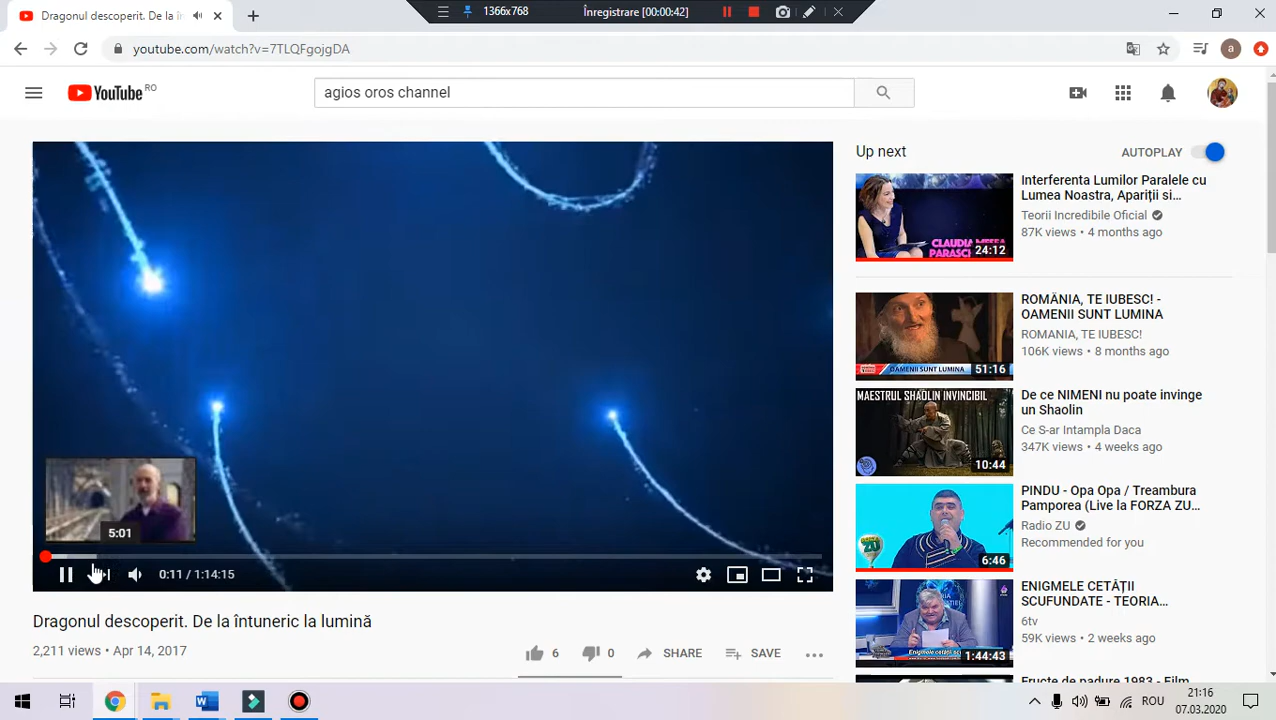 Dragonul descoperit. De la în
1366x768
Înregistrare [00:00:42]
youtube.com/watch?v=7TLQFgojgDA
a
YouTube RO
agios oros channel
Up next
AUTOPLAY
CLAUDIA
24:12
Interferenta Lumilor Paralele cu
Lumea Noastra, Apariții si...
Teorii Incredibile Oficial
87K views • 4 months ago
OAMENII SUNT LUMINA
51:16
ROMÂNIA, TE IUBESC! -
OAMENII SUNT LUMINA
ROMANIA, TE IUBESC!
106K views • 8 months ago
MAESTRUL SHAOLIN INVINCIBIL
10:44
De ce NIMENI nu poate invinge
un Shaolin
Ce S-ar Intampla Daca
347K views • 4 weeks ago
6:46
PINDU - Opa Opa / Treambura
Pamporea (Live la FORZA ZU...
Radio ZU
Recommended for you
1:44:43
ENIGMELE CETĂȚII
SCUFUNDATE - TEORIA...
6tv
59K views • 2 weeks ago
Fructe de padure 1983 - Film
5:01
0:11 / 1:14:15
Dragonul descoperit. De la întuneric la lumină
2,211 views • Apr 14, 2017
6
0
SHARE
SAVE
ROU
21:16
07.03.2020